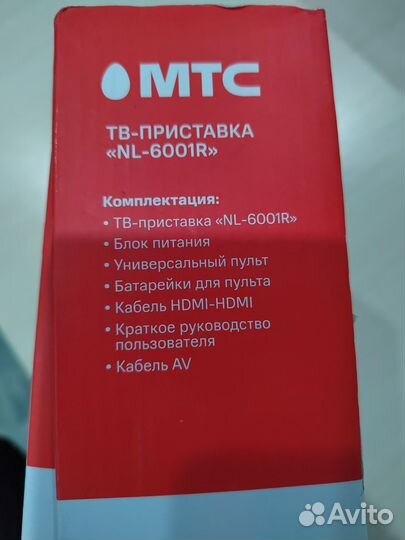 МТС
ТВ-ПРИСТАВКА
«NL-6001R»
Комплектация:
• ТВ-приставка «NL-6001R»
• Блок питания
• Универсальный пульт
• Батарейки для пульта
• Кабель HDMI-HDMI
• Краткое руководство
пользователя
• Кабель AV
Avito